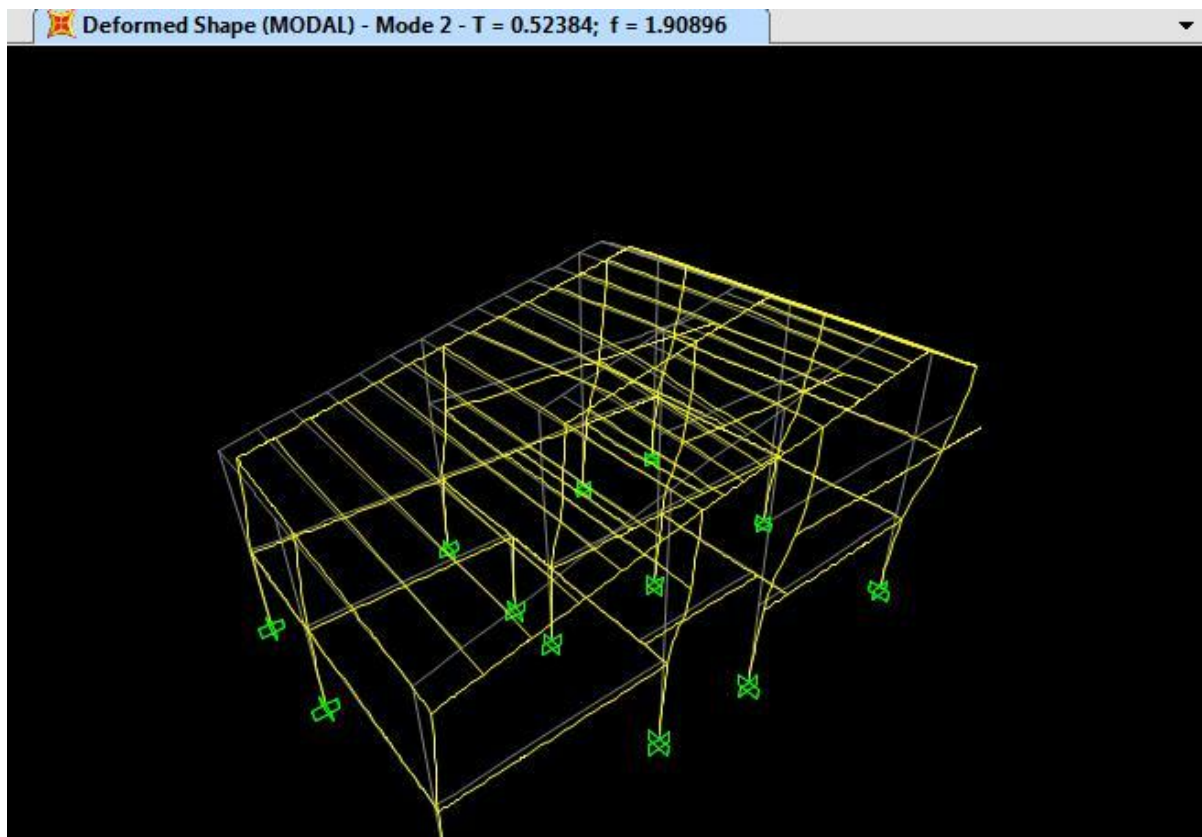 Deformed Shape (MODAL) - Mode 2 - T = 0.52384; f = 1.90896